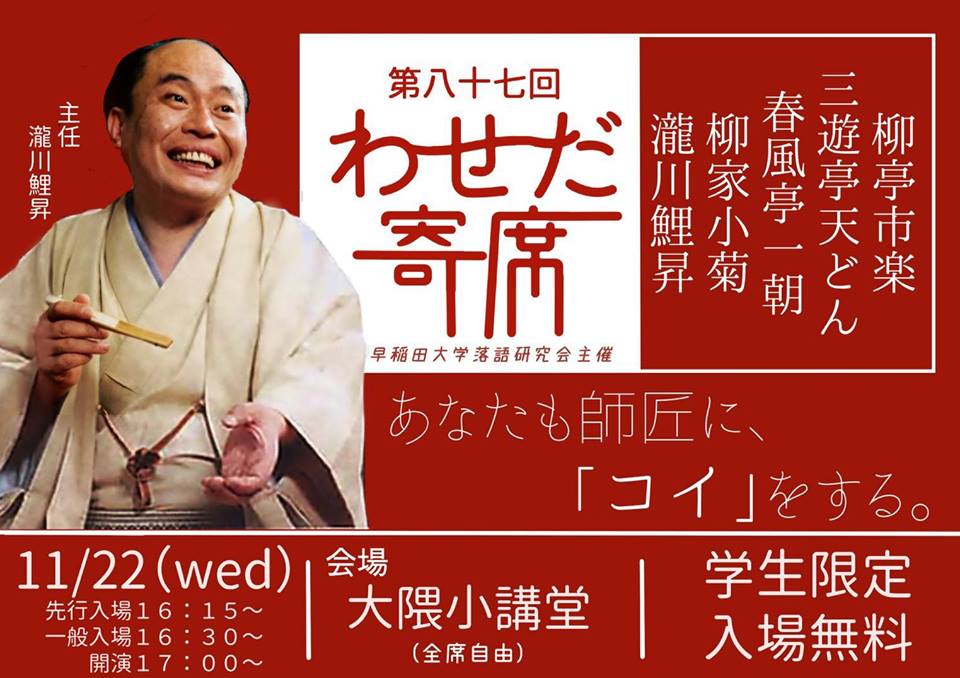 主任
瀧川鯉昇
第八十七回
わせだ
寄席
早稲田大学落語研究会主催
柳亭市楽
三遊亭天どん
春風亭一朝
柳家小菊
瀧川鯉昇
あなたも師匠に、
「コイ」をする。
11/22(wed)
先行入場16:15〜
一般入場16:30〜
開演17:00〜
会場
大隈小講堂
(全席自由)
学生限定
入場無料